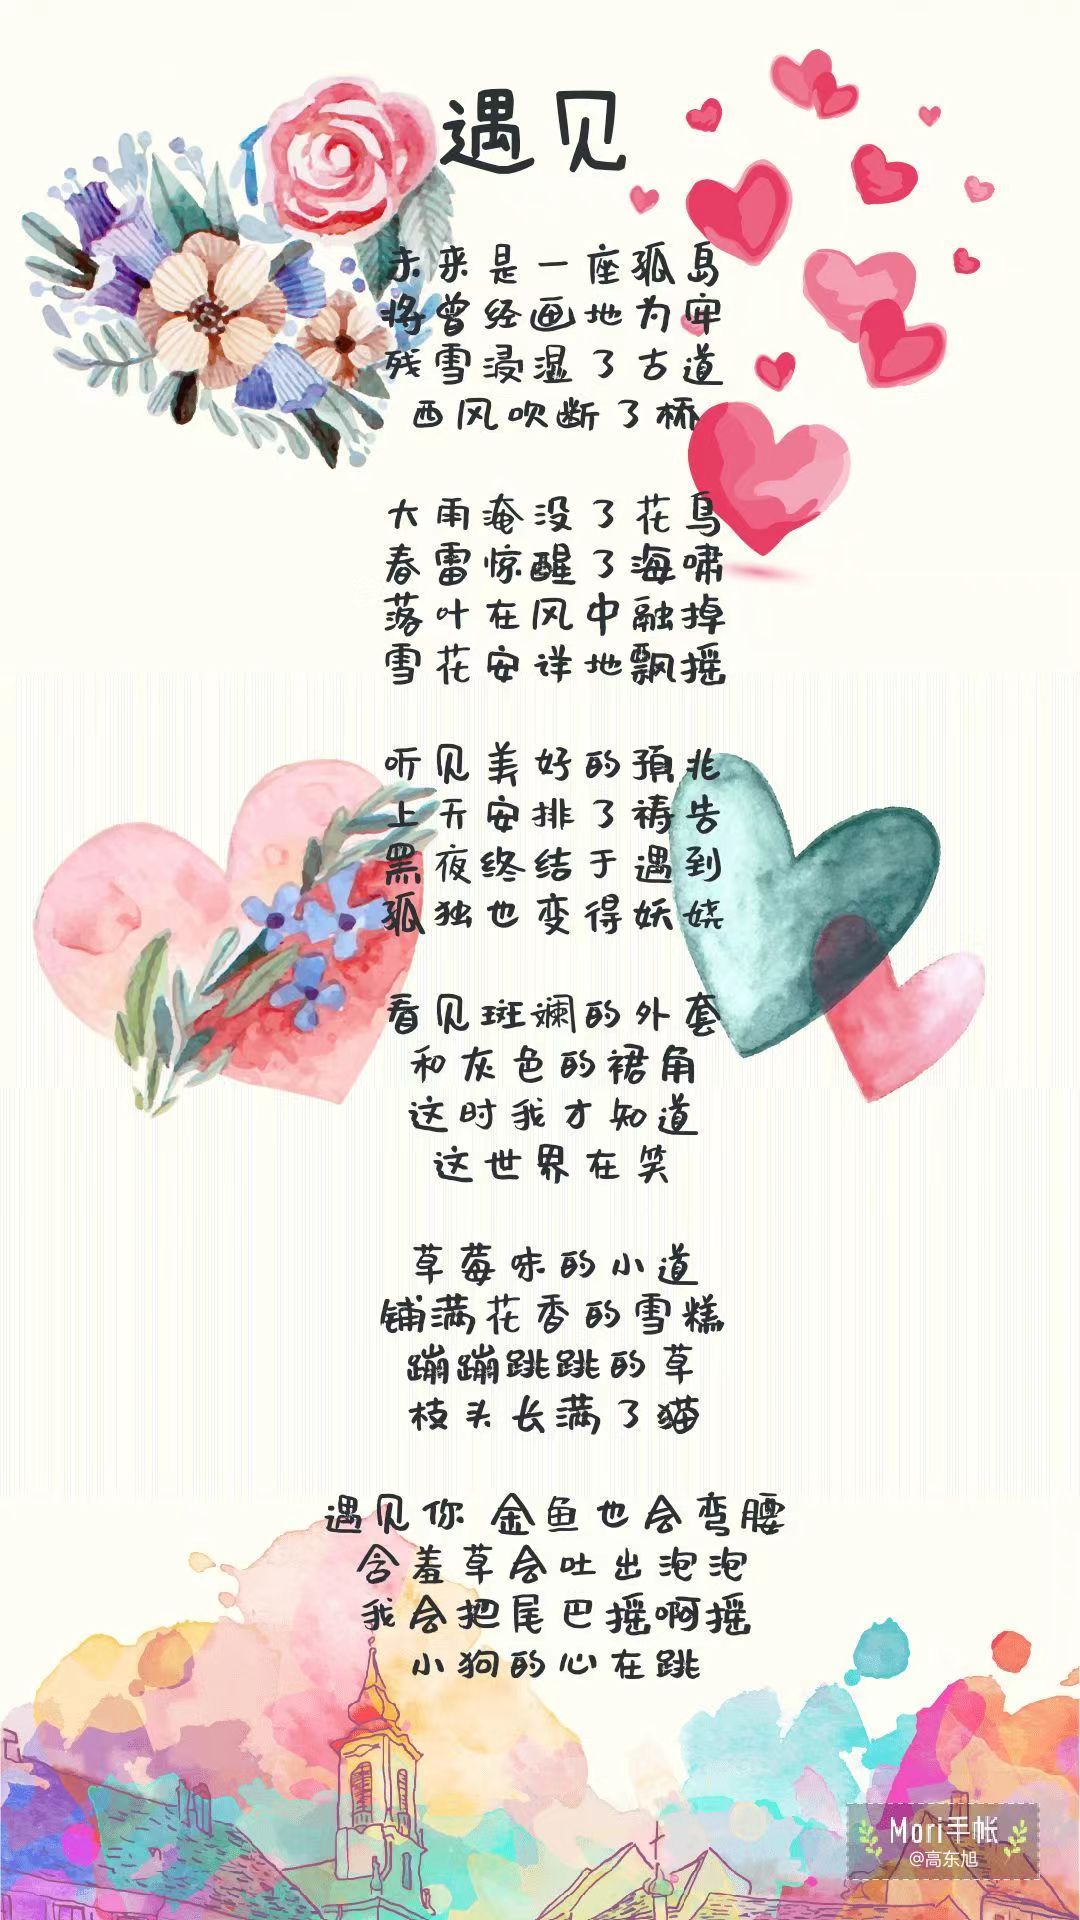 遇见
未来是一座孤岛
将曾经画地为牢
残雪浸湿了古道
西风吹断了桥
大雨淹没了花鸟
春雷惊醒了海啸
落叶在风中融掉
雪花安详地飘摇
听见美好的預兆
上天安排了祷告
黑夜终结于遇到
孤独也变得妖娆
看见斑斓的外套
和灰色的裙角
这时我才知道
这世界在笑
草莓味的小道
铺满花香的雪糕
蹦蹦跳跳的草
枝头长满了猫
遇见你 金鱼也会弯腰
含羞草会吐出泡泡
我会把尾巴摇啊摇
小狗的心在跳
Mori手帐
@高东旭